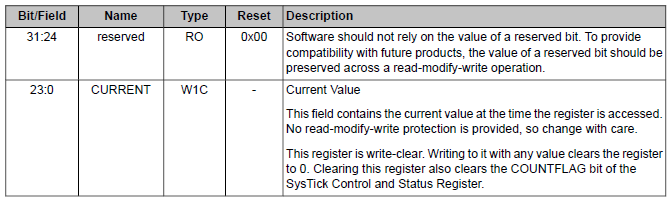 Bit/Field Name Type Reset Description
31:24 reserved RO 0x00 Software should not rely on the value of a reserved bit. To provide
compatibility with future products, the value of a reserved bit should be
preserved across a read-modify-write operation.
23:0 CURRENT W1C - Current Value
This field contains the current value at the time the register is accessed.
No read-modify-write protection is provided, so change with care.
This register is write-clear. Writing to it with any value clears the register
to 0. Clearing this register also clears the COUNTFLAG bit of the
SysTick Control and Status Register.